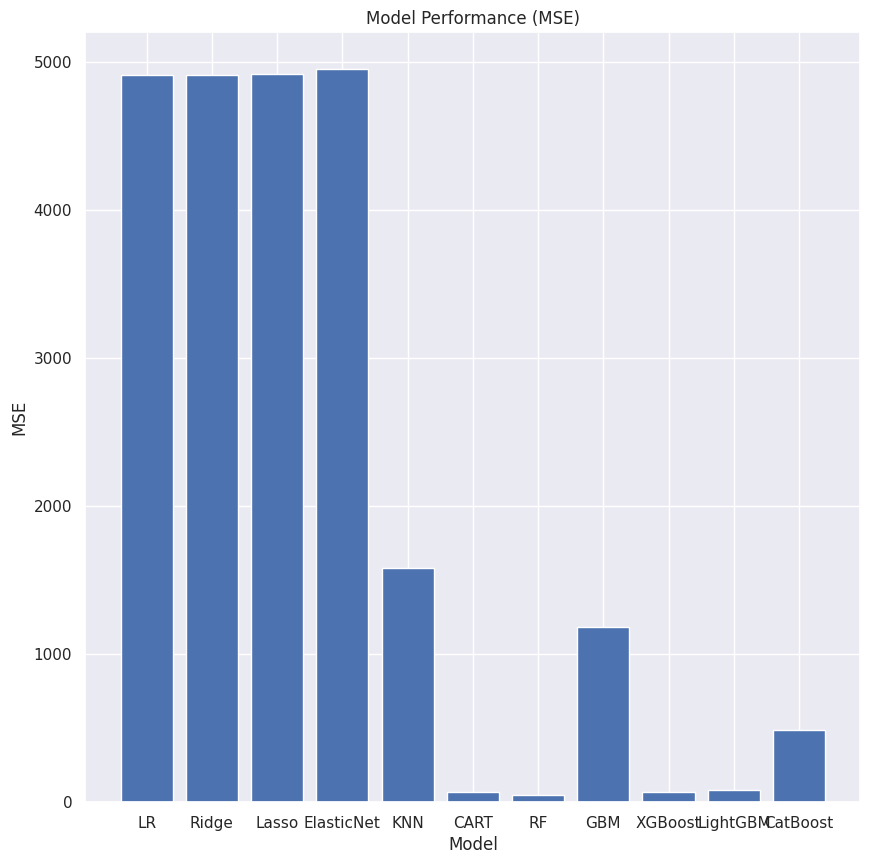 Model Performance (MSE)
MSE
5000
4000
3000
2000
1000
0
LR Ridge Lasso ElasticNet KNN CART RF GBM XGBoost LightGBM CatBoost
Model